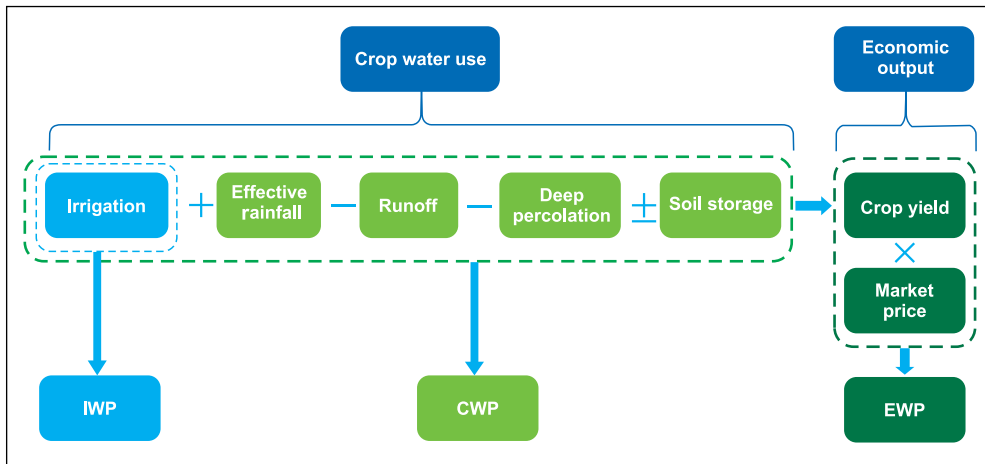 Crop water use
Economic
output
Irrigation
+
Effective
rainfall
—
Runoff
—
Deep
percolation
±
Soil storage
Crop yield
×
Market
price
IWP
CWP
EWP